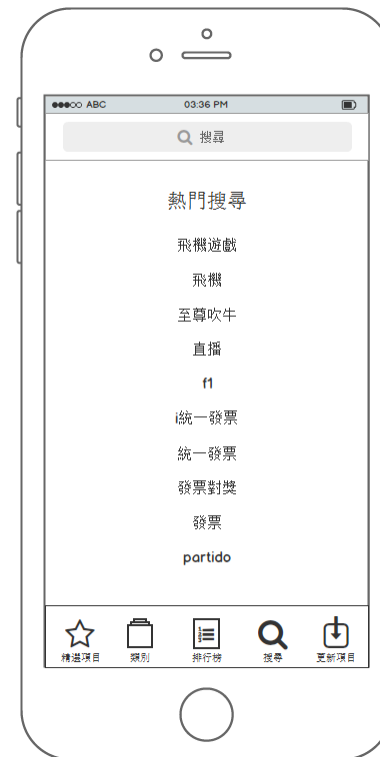 ABC 03:36 PM
搜尋
熱門搜尋
飛機遊戲
飛機
至尊吹牛
直播
f1
i統一發票
統一發票
發票對獎
發票
partido
精選項目 類別 排行榜 搜尋 更新項目